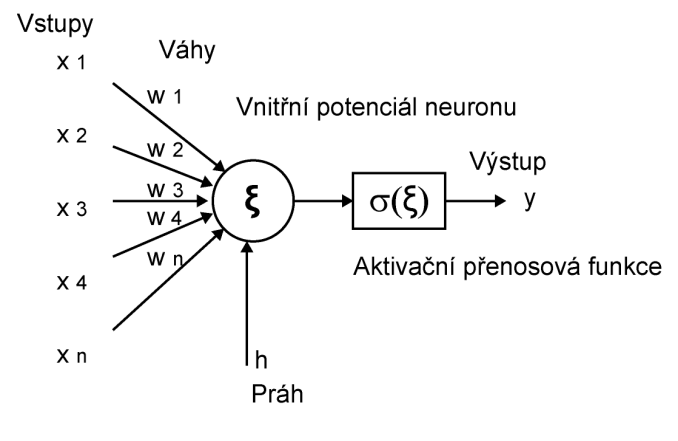 Vstupy
Váhy
x 1
w 1
Vnitřní potenciál neuronu
x 2
w 2
Výstup
w 3
ξ
σ(ξ)
y
x 3
w 4
w n
Aktivační přenosová funkce
x 4
x n
h
Práh